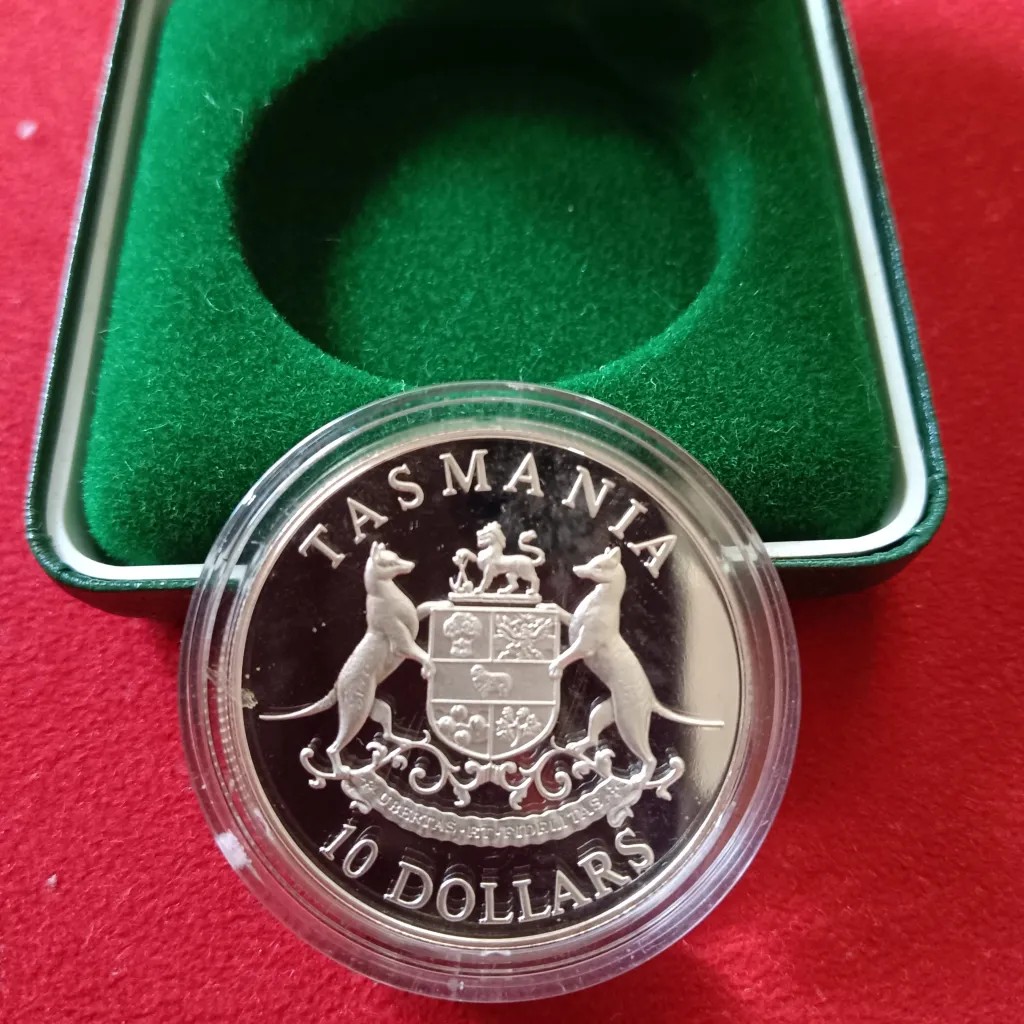 TASMANIA
UBERTAS · ET · FIDELITAS
10 DOLLARS